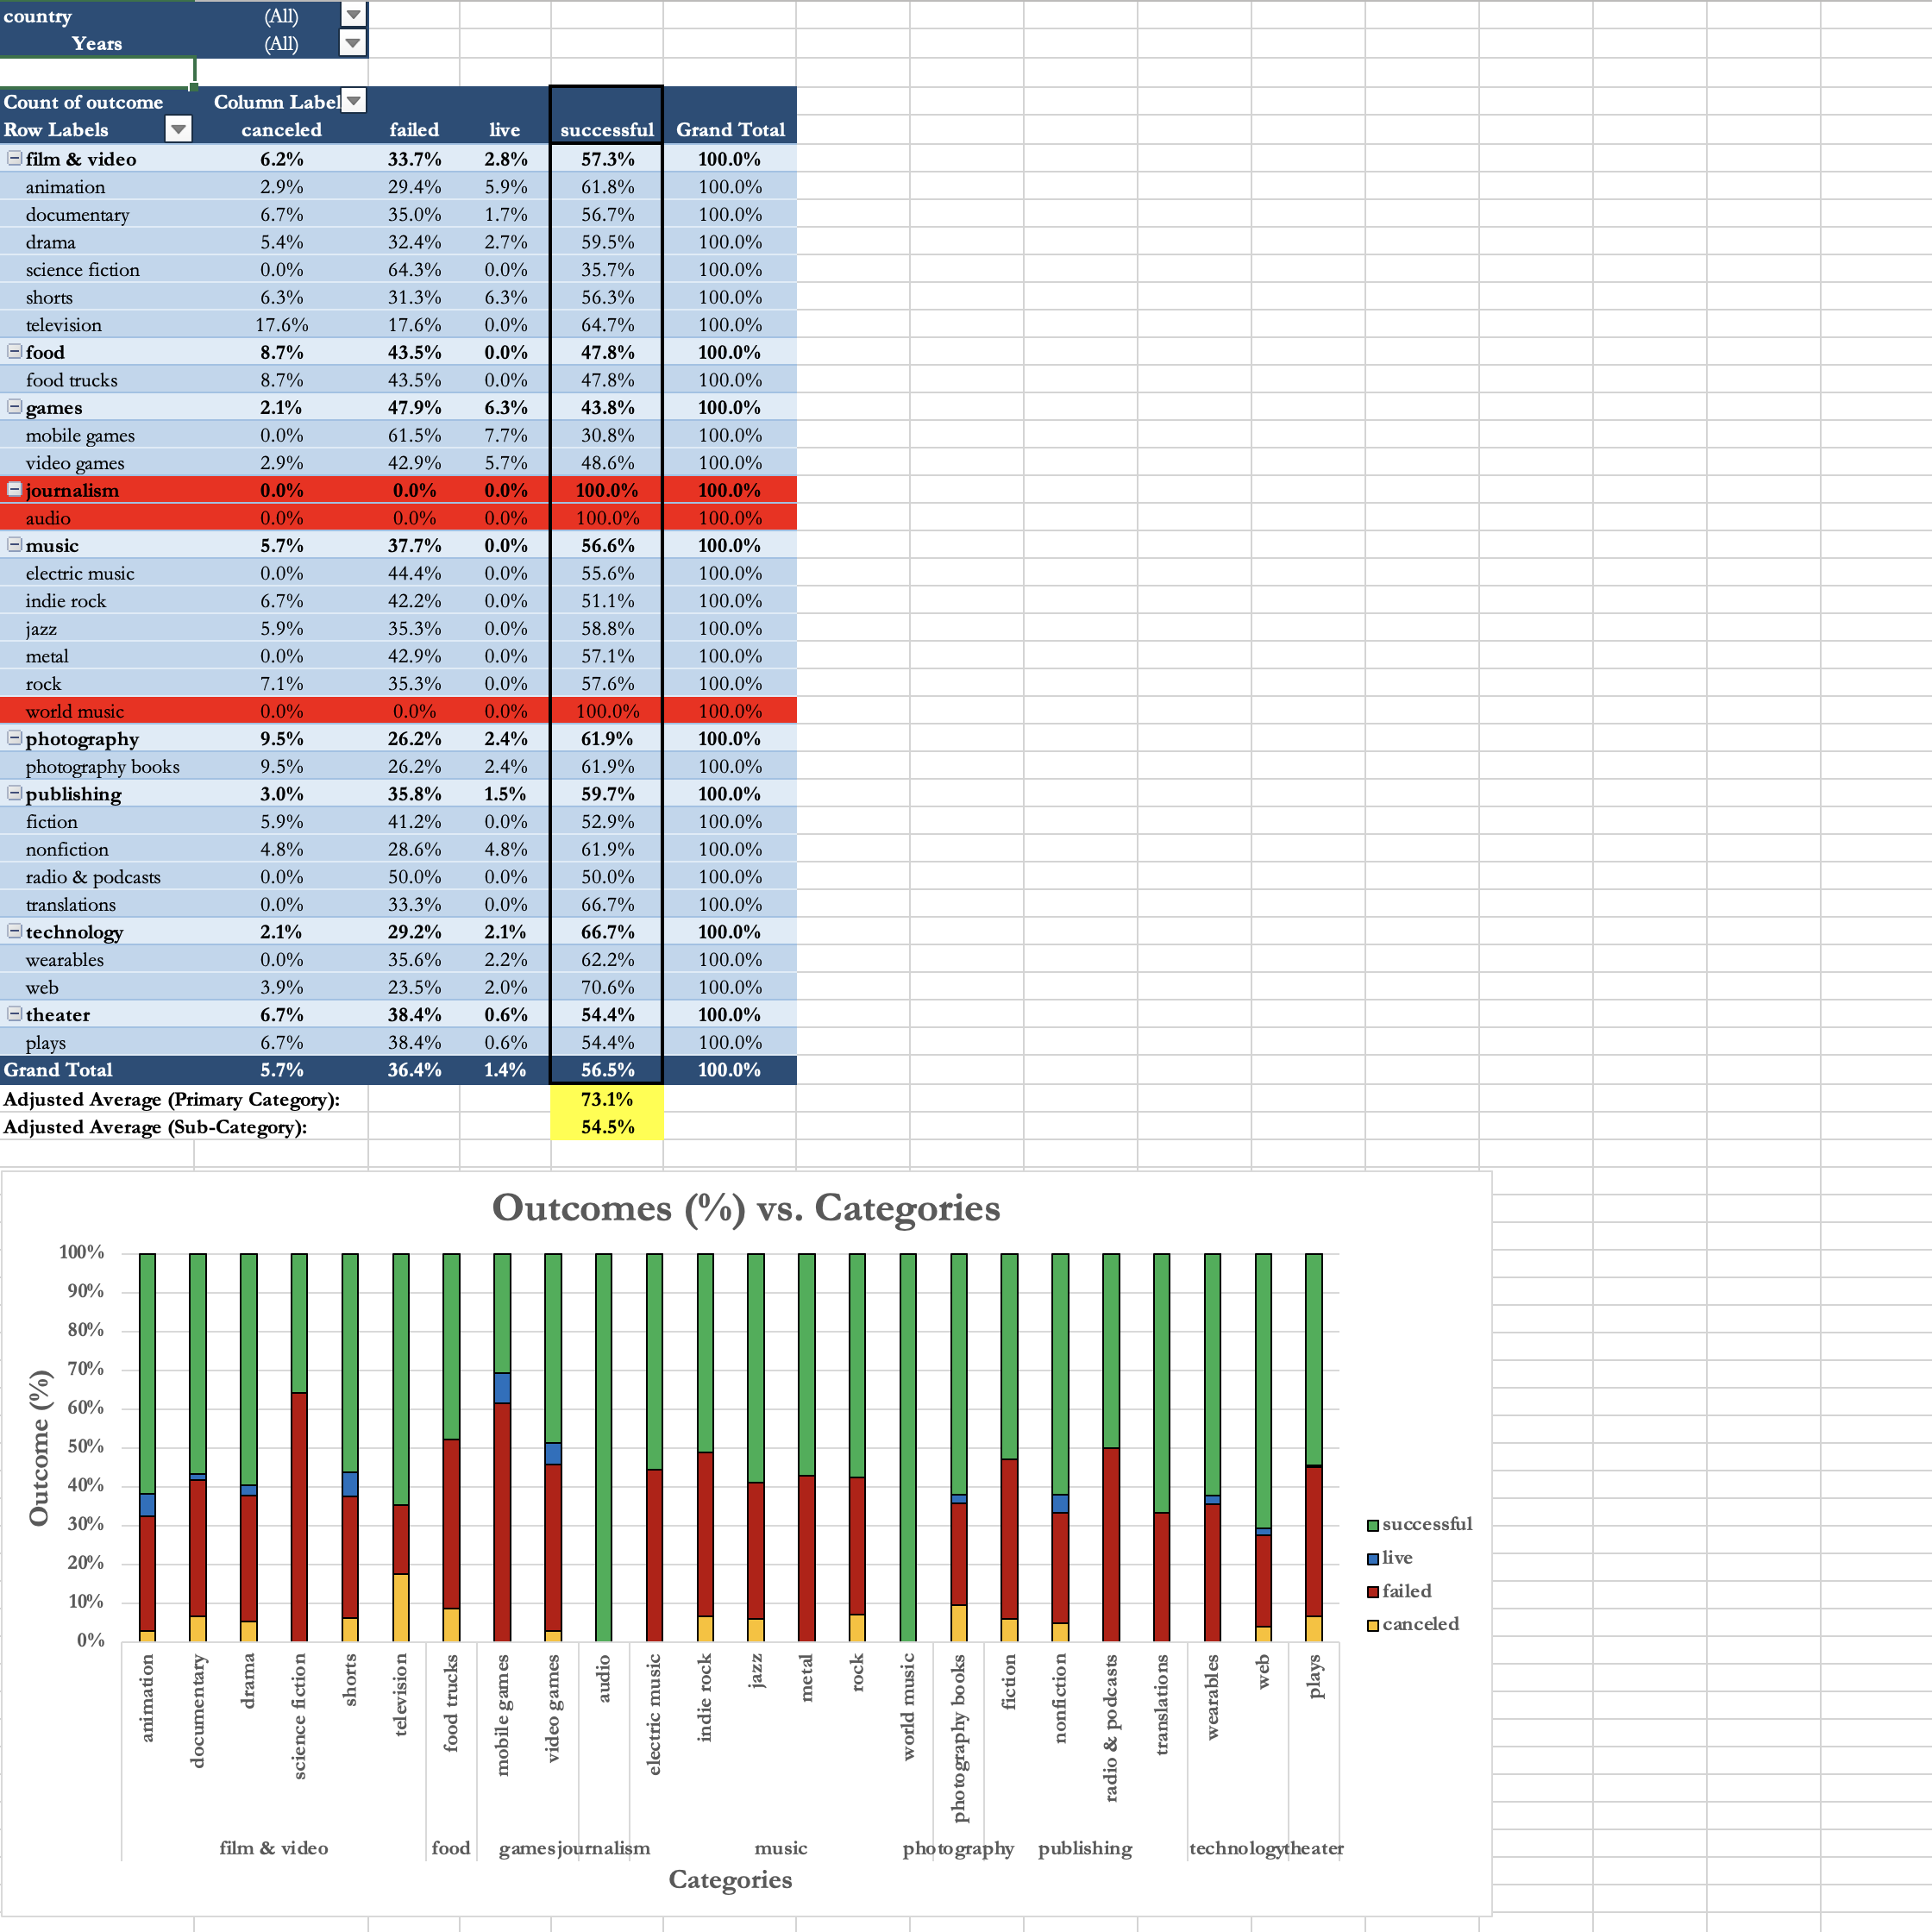 country (All)
Years (All)
Count of outcome Column Label
Row Labels canceled failed live successful Grand Total
film & video 6.2% 33.7% 2.8% 57.3% 100.0%
animation 2.9% 29.4% 5.9% 61.8% 100.0%
documentary 6.7% 35.0% 1.7% 56.7% 100.0%
drama 5.4% 32.4% 2.7% 59.5% 100.0%
science fiction 0.0% 64.3% 0.0% 35.7% 100.0%
shorts 6.3% 31.3% 6.3% 56.3% 100.0%
television 17.6% 17.6% 0.0% 64.7% 100.0%
food 8.7% 43.5% 0.0% 47.8% 100.0%
food trucks 8.7% 43.5% 0.0% 47.8% 100.0%
games 2.1% 47.9% 6.3% 43.8% 100.0%
mobile games 0.0% 61.5% 7.7% 30.8% 100.0%
video games 2.9% 42.9% 5.7% 48.6% 100.0%
journalism 0.0% 0.0% 0.0% 100.0% 100.0%
audio 0.0% 0.0% 0.0% 100.0% 100.0%
music 5.7% 37.7% 0.0% 56.6% 100.0%
electric music 0.0% 44.4% 0.0% 55.6% 100.0%
indie rock 6.7% 42.2% 0.0% 51.1% 100.0%
jazz 5.9% 35.3% 0.0% 58.8% 100.0%
metal 0.0% 42.9% 0.0% 57.1% 100.0%
rock 7.1% 35.3% 0.0% 57.6% 100.0%
world music 0.0% 0.0% 0.0% 100.0% 100.0%
photography 9.5% 26.2% 2.4% 61.9% 100.0%
photography books 9.5% 26.2% 2.4% 61.9% 100.0%
publishing 3.0% 35.8% 1.5% 59.7% 100.0%
fiction 5.9% 41.2% 0.0% 52.9% 100.0%
nonfiction 4.8% 28.6% 4.8% 61.9% 100.0%
radio & podcasts 0.0% 50.0% 0.0% 50.0% 100.0%
translations 0.0% 33.3% 0.0% 66.7% 100.0%
technology 2.1% 29.2% 2.1% 66.7% 100.0%
wearables 0.0% 35.6% 2.2% 62.2% 100.0%
web 3.9% 23.5% 2.0% 70.6% 100.0%
theater 6.7% 38.4% 0.6% 54.4% 100.0%
plays 6.7% 38.4% 0.6% 54.4% 100.0%
Grand Total 5.7% 36.4% 1.4% 56.5% 100.0%
Adjusted Average (Primary Category): 73.1%
Adjusted Average (Sub-Category): 54.5%
Outcomes (%) vs. Categories
Outcome (%)
100%
90%
80%
70%
60%
50%
40%
30%
20%
10%
0%
successful
live
failed
canceled
animation
documentary
drama
science fiction
shorts
television
food trucks
mobile games
video games
audio
electric music
indie rock
jazz
metal
rock
world music
photography books
fiction
nonfiction
radio & podcasts
translations
wearables
web
plays
film & video food games journalism music photography publishing technology theater
Categories